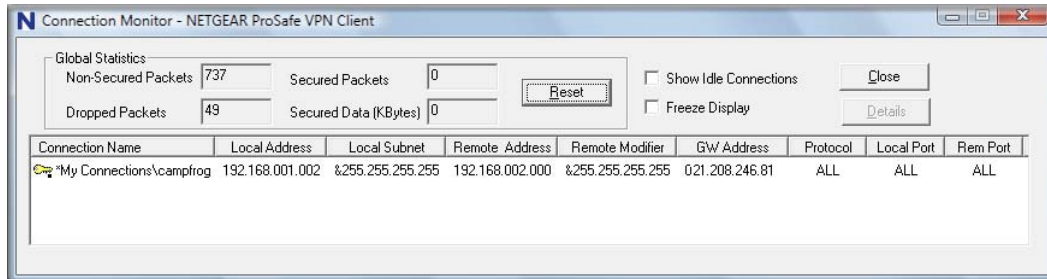 N Connection Monitor - NETGEAR ProSafe VPN Client
Global Statistics
Non-Secured Packets 737 Secured Packets 0 Reset Show Idle Connections Close
Dropped Packets 49 Secured Data (KBytes) 0 Freeze Display Details
Connection Name Local Address Local Subnet Remote Address Remote Modifier GW Address Protocol Local Port Rem Port
*My Connections\campfrog 192.168.001.002 &255.255.255.255 192.168.002.000 &255.255.255.255 021.208.246.81 ALL ALL ALL